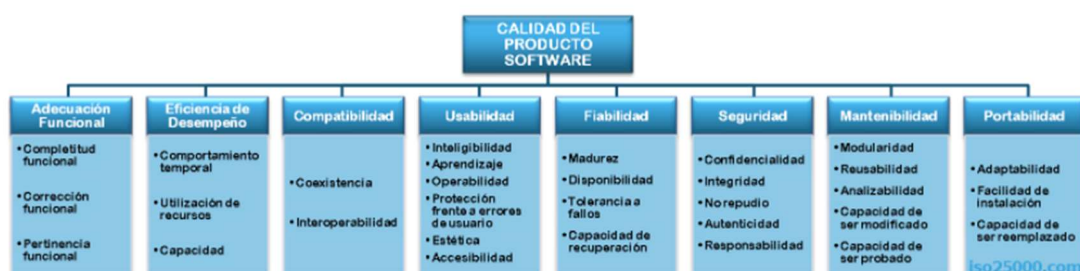 CALIDAD DEL
PRODUCTO
SOFTWARE
Adecuación
Funcional
• Completitud
funcional
• Corrección
funcional
• Pertinencia
funcional
Eficiencia de
Desempeño
• Comportamiento
temporal
• Utilización de
recursos
• Capacidad
Compatibilidad
• Coexistencia
• Interoperabilidad
Usabilidad
• Inteligibilidad
• Aprendizaje
• Operabilidad
• Protección
frente a errores
de usuario
• Estética
• Accesibilidad
Fiabilidad
• Madurez
• Disponibilidad
• Tolerancia a
fallos
• Capacidad de
recuperación
Seguridad
• Confidencialidad
• Integridad
• No repudio
• Autenticidad
• Responsabilidad
Mantenibilidad
• Modularidad
• Reusabilidad
• Analizabilidad
• Capacidad de
ser modificado
• Capacidad de
ser probado
Portabilidad
• Adaptabilidad
• Facilidad de
instalación
• Capacidad de
ser reemplazado
iso25000.com